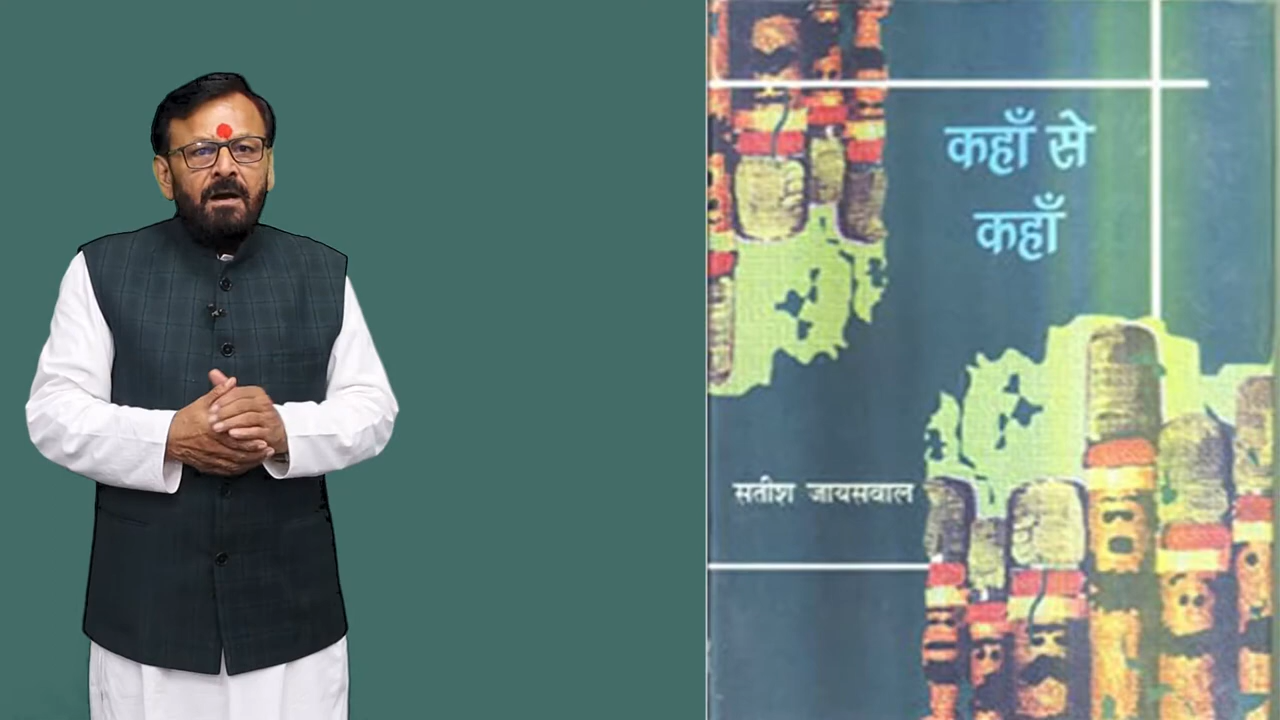 कहाँ से
कहाँ
सतीश जायसवाल